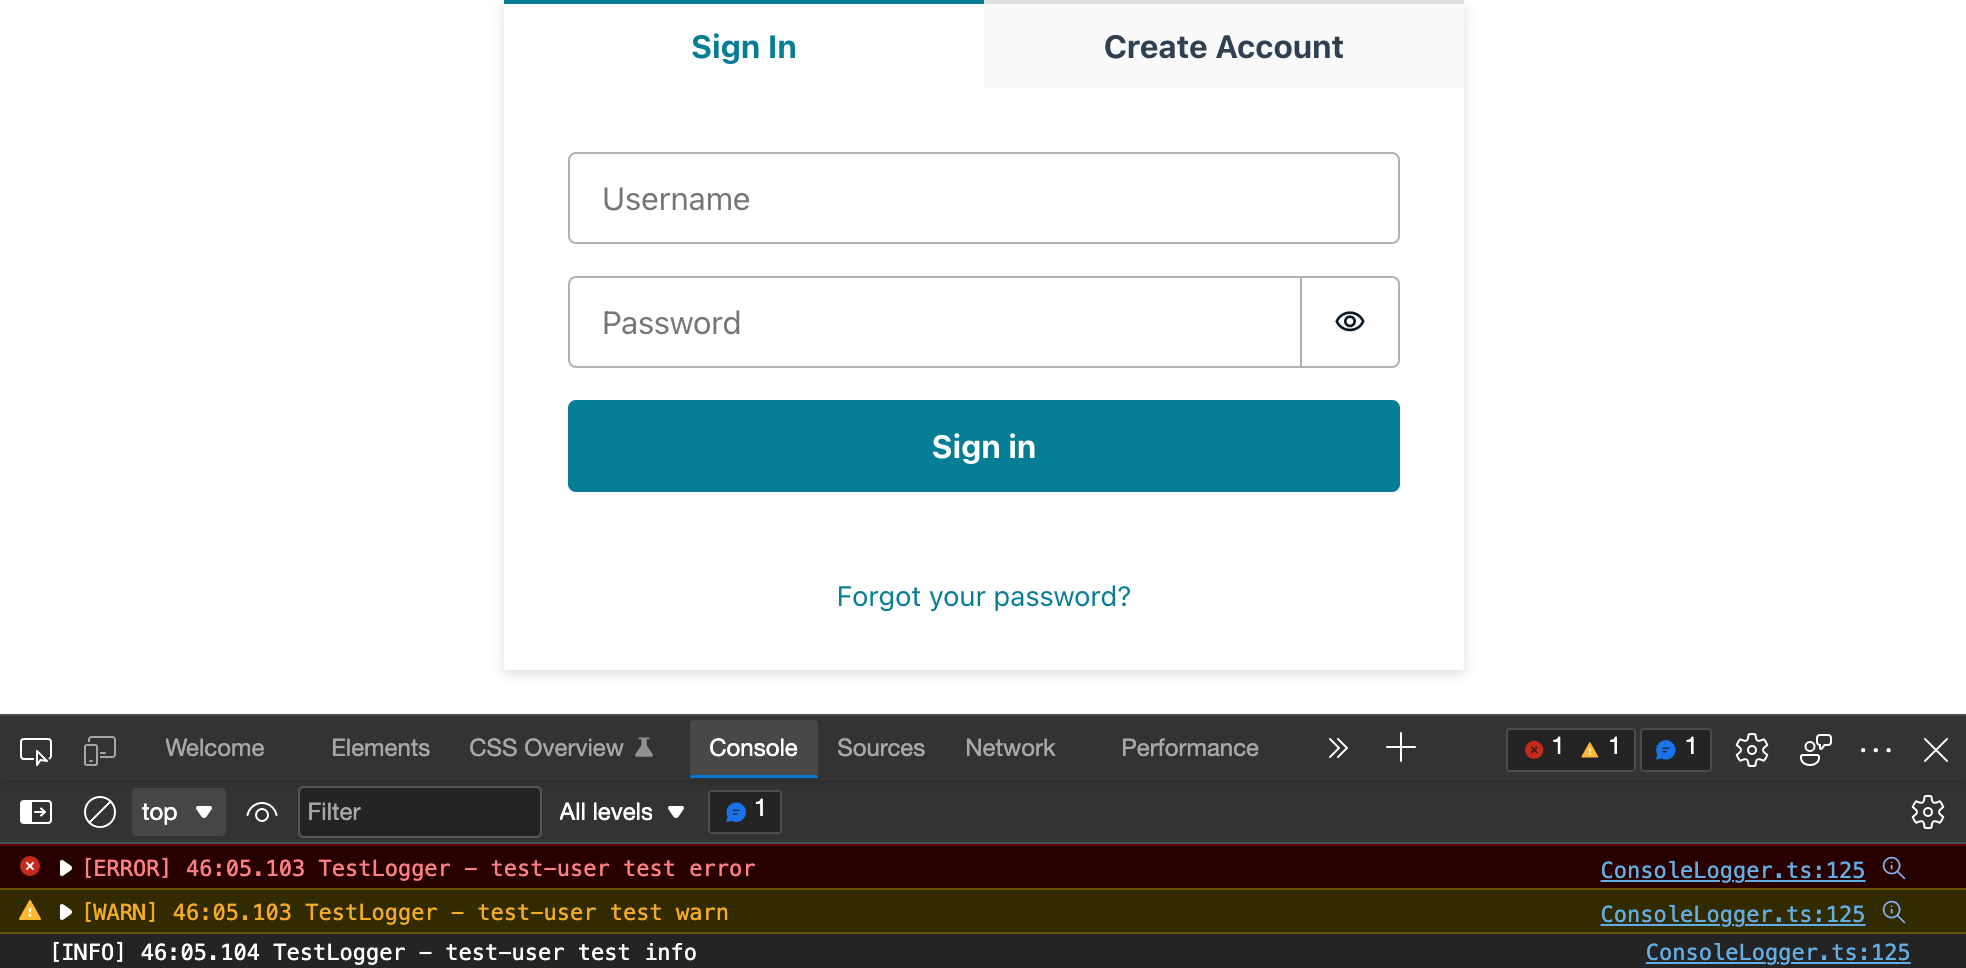 Sign In Create Account
Username
Password
Sign in
Forgot your password?
Welcome Elements CSS Overview Console Sources Network Performance 1 1 1
top Filter All levels 1
[ERROR] 46:05.103 TestLogger - test-user test error ConsoleLogger.ts:125
[WARN] 46:05.103 TestLogger - test-user test warn ConsoleLogger.ts:125
[INFO] 46:05.104 TestLogger - test-user test info ConsoleLogger.ts:125